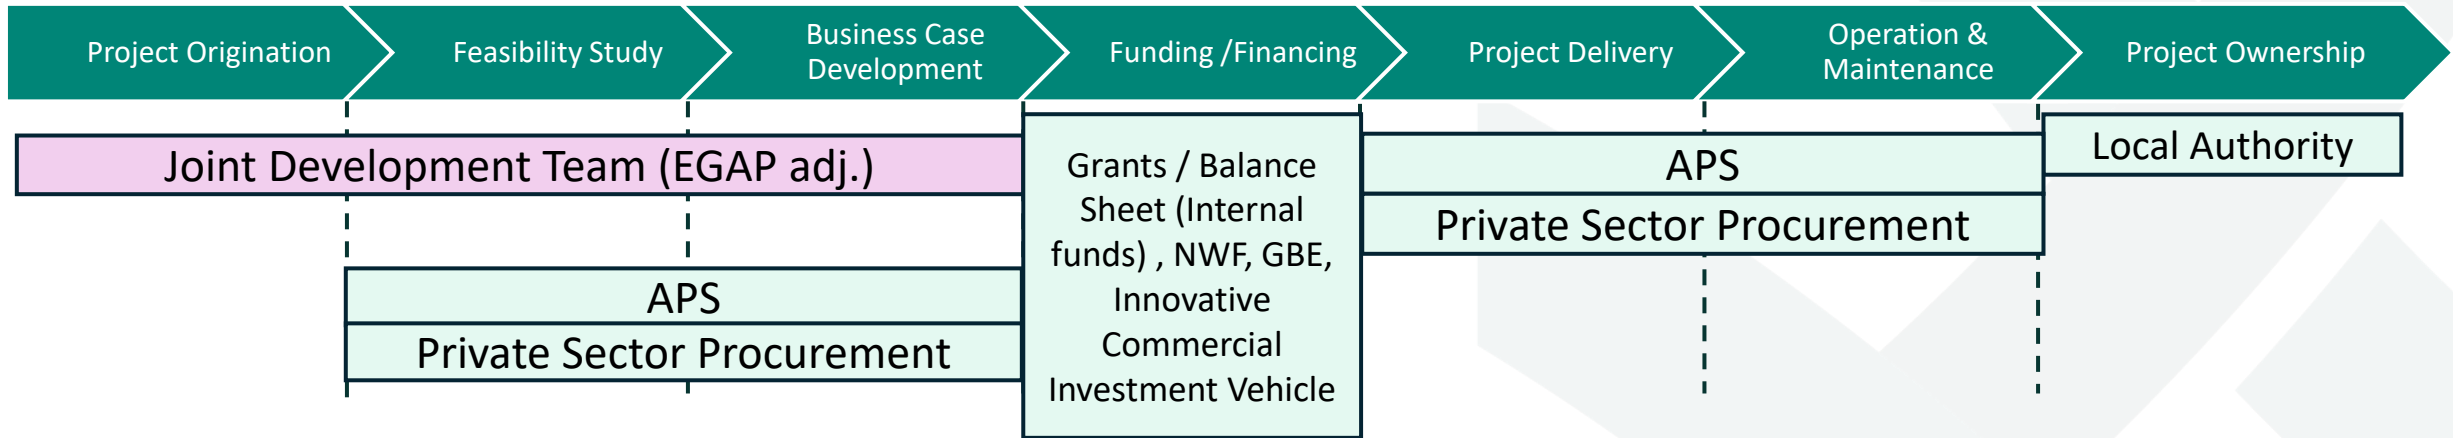 Project Origination
Feasibility Study
Business Case
Development
Funding /Financing
Project Delivery
Operation &
Maintenance
Project Ownership
Joint Development Team (EGAP adj.)
APS
Private Sector Procurement
Grants / Balance
Sheet (Internal
funds) , NWF, GBE,
Innovative
Commercial
Investment Vehicle
APS
Private Sector Procurement
Local Authority